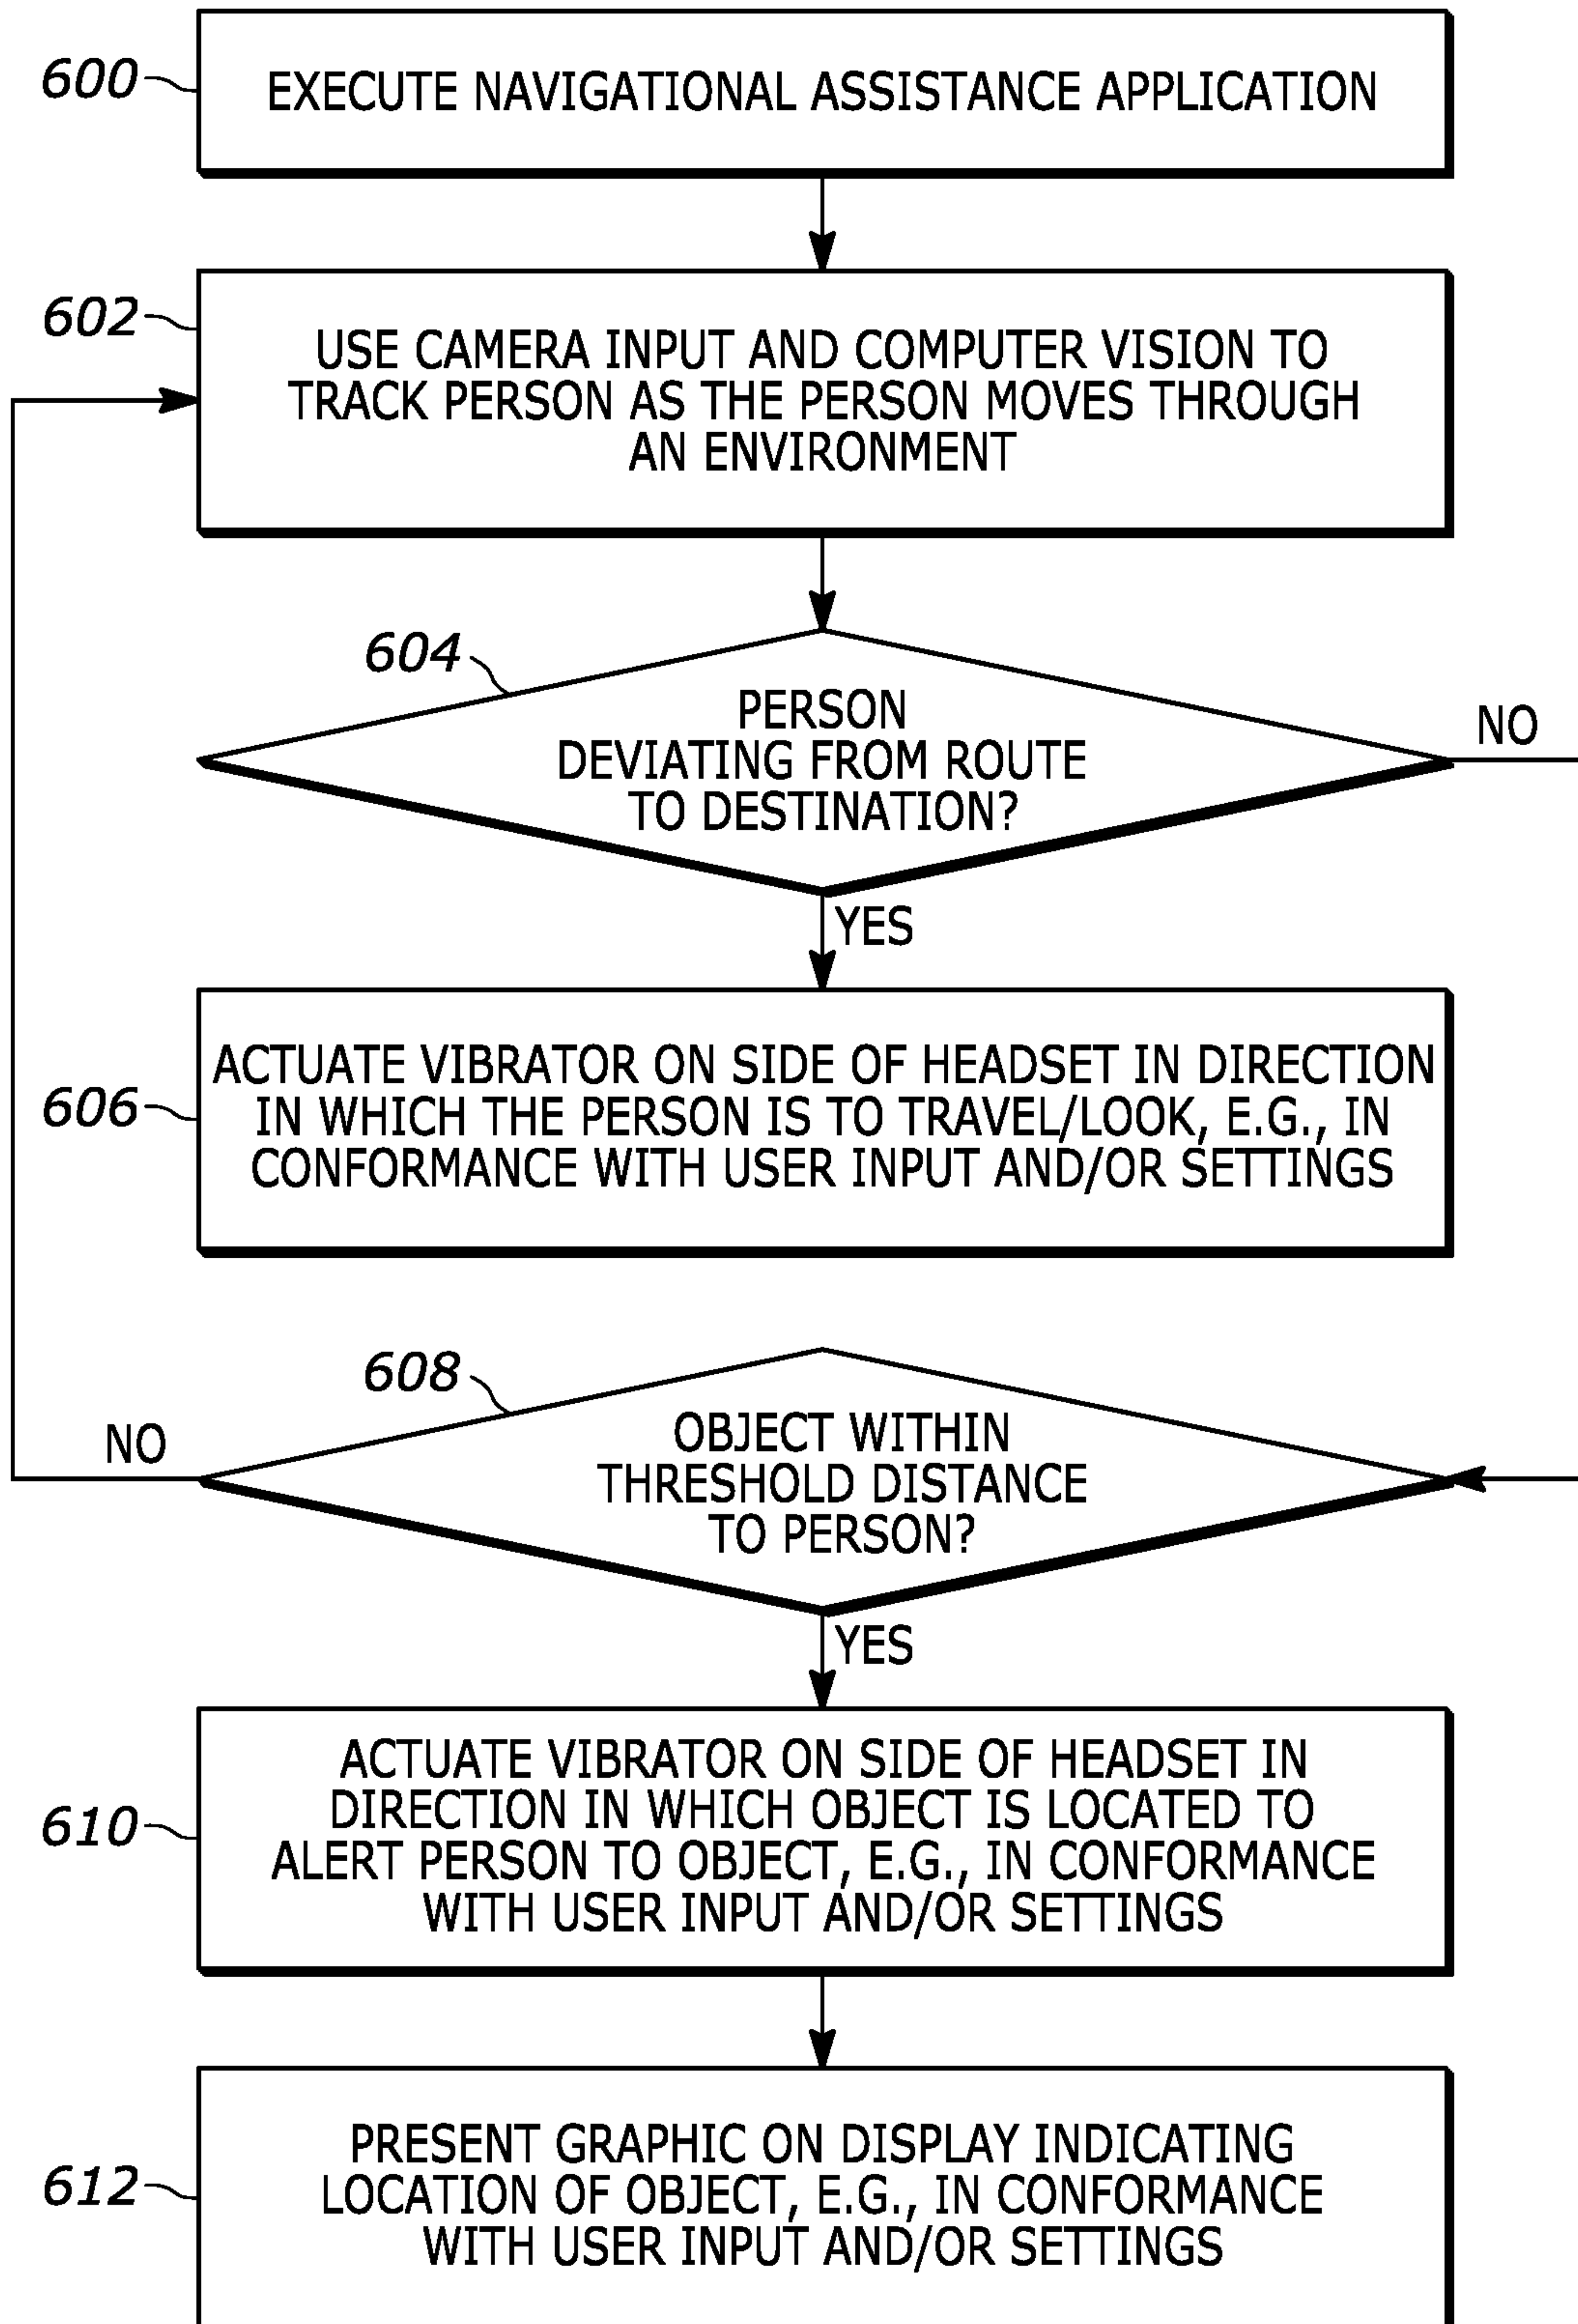 600
EXECUTE NAVIGATIONAL ASSISTANCE APPLICATION
602
USE CAMERA INPUT AND COMPUTER VISION TO
TRACK PERSON AS THE PERSON MOVES THROUGH
AN ENVIRONMENT
604
PERSON
DEVIATING FROM ROUTE
TO DESTINATION?
NO
YES
606
ACTUATE VIBRATOR ON SIDE OF HEADSET IN DIRECTION
IN WHICH THE PERSON IS TO TRAVEL/LOOK, E.G., IN
CONFORMANCE WITH USER INPUT AND/OR SETTINGS
608
NO
OBJECT WITHIN
THRESHOLD DISTANCE
TO PERSON?
YES
610
ACTUATE VIBRATOR ON SIDE OF HEADSET IN
DIRECTION IN WHICH OBJECT IS LOCATED TO
ALERT PERSON TO OBJECT, E.G., IN CONFORMANCE
WITH USER INPUT AND/OR SETTINGS
612
PRESENT GRAPHIC ON DISPLAY INDICATING
LOCATION OF OBJECT, E.G., IN CONFORMANCE
WITH USER INPUT AND/OR SETTINGS